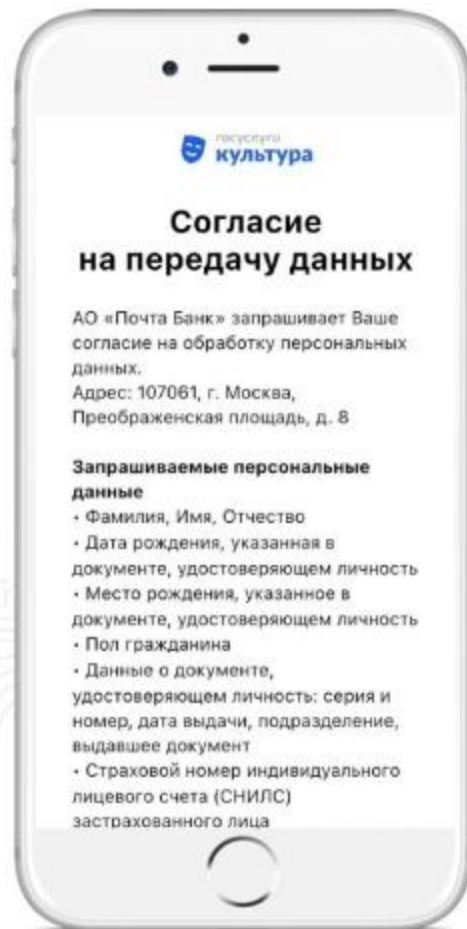 госуслуги
культура
Согласие
на передачу данных
АО «Почта Банк» запрашивает Ваше
согласие на обработку персональных
данных.
Адрес: 107061, г. Москва,
Преображенская площадь, д. 8
Запрашиваемые персональные
данные
• Фамилия, Имя, Отчество
• Дата рождения, указанная в
документе, удостоверяющем личность
• Место рождения, указанное в
документе, удостоверяющем личность
• Пол гражданина
• Данные о документе,
удостоверяющем личность: серия и
номер, дата выдачи, подразделение,
выдавшее документ
• Страховой номер индивидуального
лицевого счета (СНИЛС)
застрахованного лица